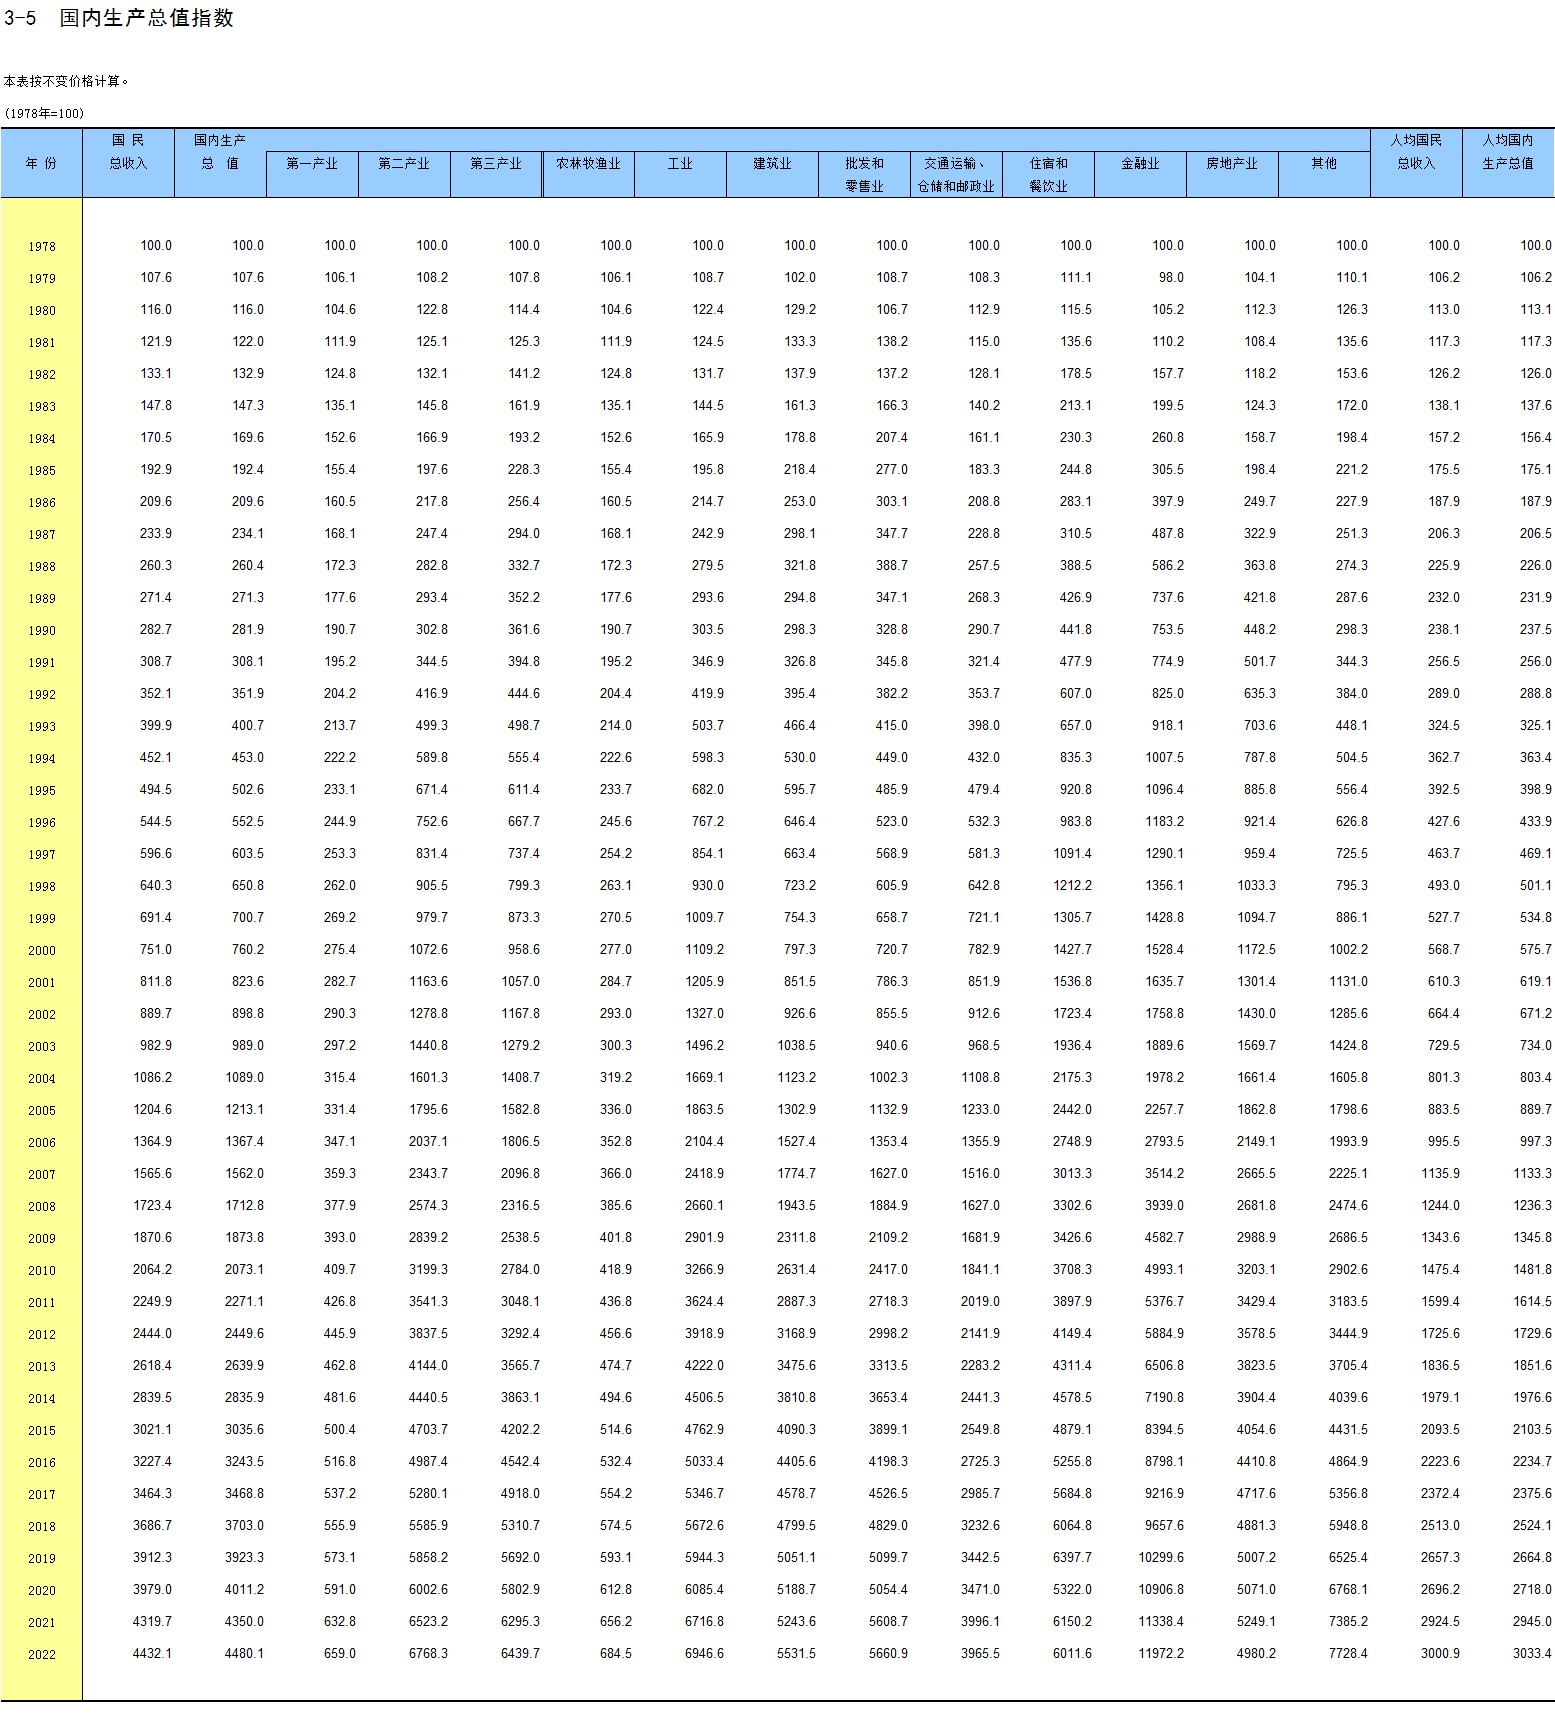 3-5 国内生产总值指数
本表按不变价格计算。
(1978年=100)
年 份 国 民 总收入 国内生产 总 值 第一产业 第二产业 第三产业 农林牧渔业 工业 建筑业 批发和 零售业 交通运输、 仓储和邮政业 住宿和 餐饮业 金融业 房地产业 其他 人均国民 总收入 人均国内 生产总值
1978 100.0 100.0 100.0 100.0 100.0 100.0 100.0 100.0 100.0 100.0 100.0 100.0 100.0 100.0 100.0 100.0
1979 107.6 107.6 106.1 108.2 107.8 106.1 108.7 102.0 108.7 108.3 111.1 98.0 104.1 110.1 106.2 106.2
1980 116.0 116.0 104.6 122.8 114.4 104.6 122.4 129.2 106.7 112.9 115.5 105.2 112.3 126.3 113.0 113.1
1981 121.9 122.0 111.9 125.1 125.3 111.9 124.5 133.3 138.2 115.0 135.6 110.2 108.4 135.6 117.3 117.3
1982 133.1 132.9 124.8 132.1 141.2 124.8 131.7 137.9 137.2 128.1 178.5 157.7 118.2 153.6 126.2 126.0
1983 147.8 147.3 135.1 145.8 161.9 135.1 144.5 161.3 166.3 140.2 213.1 199.5 124.3 172.0 138.1 137.6
1984 170.5 169.6 152.6 166.9 193.2 152.6 165.9 178.8 207.4 161.1 230.3 260.8 158.7 198.4 157.2 156.4
1985 192.9 192.4 155.4 197.6 228.3 155.4 195.8 218.4 277.0 183.3 244.8 305.5 198.4 221.2 175.5 175.1
1986 209.6 209.6 160.5 217.8 256.4 160.5 214.7 253.0 303.1 208.8 283.1 397.9 249.7 227.9 187.9 187.9
1987 233.9 234.1 168.1 247.4 294.0 168.1 242.9 298.1 347.7 228.8 310.5 487.8 322.9 251.3 206.3 206.5
1988 260.3 260.4 172.3 282.8 332.7 172.3 279.5 321.8 388.7 257.5 388.5 586.2 363.8 274.3 225.9 226.0
1989 271.4 271.3 177.6 293.4 352.2 177.6 293.6 294.8 347.1 268.3 426.9 737.6 421.8 287.6 232.0 231.9
1990 282.7 281.9 190.7 302.8 361.6 190.7 303.5 298.3 328.8 290.7 441.8 753.5 448.2 298.3 238.1 237.5
1991 308.7 308.1 195.2 344.5 394.8 195.2 346.9 326.8 345.8 321.4 477.9 774.9 501.7 344.3 256.5 256.0
1992 352.1 351.9 204.2 416.9 444.6 204.4 419.9 395.4 382.2 353.7 607.0 825.0 635.3 384.0 289.0 288.8
1993 399.9 400.7 213.7 499.3 498.7 214.0 503.7 466.4 415.0 398.0 657.0 918.1 703.6 448.1 324.5 325.1
1994 452.1 453.0 222.2 589.8 555.4 222.6 598.3 530.0 449.0 432.0 835.3 1007.5 787.8 504.5 362.7 363.4
1995 494.5 502.6 233.1 671.4 611.4 233.7 682.0 595.7 485.9 479.4 920.8 1096.4 885.8 556.4 392.5 398.9
1996 544.5 552.5 244.9 752.6 667.7 245.6 767.2 646.4 523.0 532.3 983.8 1183.2 921.4 626.8 427.6 433.9
1997 596.6 603.5 253.3 831.4 737.4 254.2 854.1 663.4 568.9 581.3 1091.4 1290.1 959.4 725.5 463.7 469.1
1998 640.3 650.8 262.0 905.5 799.3 263.1 930.0 723.2 605.9 642.8 1212.2 1356.1 1033.3 795.3 493.0 501.1
1999 691.4 700.7 269.2 979.7 873.3 270.5 1009.7 754.3 658.7 721.1 1305.7 1428.8 1094.7 886.1 527.7 534.8
2000 751.0 760.2 275.4 1072.6 958.6 277.0 1109.2 797.3 720.7 782.9 1427.7 1528.4 1172.5 1002.2 568.7 575.7
2001 811.8 823.6 282.7 1163.6 1057.0 284.7 1205.9 851.5 786.3 851.9 1536.8 1635.7 1301.4 1131.0 610.3 619.1
2002 889.7 898.8 290.3 1278.8 1167.8 293.0 1327.0 926.6 855.5 912.6 1723.4 1758.8 1430.0 1285.6 664.4 671.2
2003 982.9 989.0 297.2 1440.8 1279.2 300.3 1496.2 1038.5 940.6 968.5 1936.4 1889.6 1569.7 1424.8 729.5 734.0
2004 1086.2 1089.0 315.4 1601.3 1408.7 319.2 1669.1 1123.2 1002.3 1108.8 2175.3 1978.2 1661.4 1605.8 801.3 803.4
2005 1204.6 1213.1 331.4 1795.6 1582.8 336.0 1863.5 1302.9 1132.9 1233.0 2442.0 2257.7 1862.8 1798.6 883.5 889.7
2006 1364.9 1367.4 347.1 2037.1 1806.5 352.8 2104.4 1527.4 1353.4 1355.9 2748.9 2793.5 2149.1 1993.9 995.5 997.3
2007 1565.6 1562.0 359.3 2343.7 2096.8 366.0 2418.9 1774.7 1627.0 1516.0 3013.3 3514.2 2665.5 2225.1 1135.9 1133.3
2008 1723.4 1712.8 377.9 2574.3 2316.5 385.6 2660.1 1943.5 1884.9 1627.0 3302.6 3939.0 2681.8 2474.6 1244.0 1236.3
2009 1870.6 1873.8 393.0 2839.2 2538.5 401.8 2901.9 2311.8 2109.2 1681.9 3426.6 4582.7 2988.9 2686.5 1343.6 1345.8
2010 2064.2 2073.1 409.7 3199.3 2784.0 418.9 3266.9 2631.4 2417.0 1841.1 3708.3 4993.1 3203.1 2902.6 1475.4 1481.8
2011 2249.9 2271.1 426.8 3541.3 3048.1 436.8 3624.4 2887.3 2718.3 2019.0 3897.9 5376.7 3429.4 3183.5 1599.4 1614.5
2012 2444.0 2449.6 445.9 3837.5 3292.4 456.6 3918.9 3168.9 2998.2 2141.9 4149.4 5884.9 3578.5 3444.9 1725.6 1729.6
2013 2618.4 2639.9 462.8 4144.0 3565.7 474.7 4222.0 3475.6 3313.5 2283.2 4311.4 6506.8 3823.5 3705.4 1836.5 1851.6
2014 2839.5 2835.9 481.6 4440.5 3863.1 494.6 4506.5 3810.8 3653.4 2441.3 4578.5 7190.8 3904.4 4039.6 1979.1 1976.6
2015 3021.1 3035.6 500.4 4703.7 4202.2 514.6 4762.9 4090.3 3899.1 2549.8 4879.1 8394.5 4054.6 4431.5 2093.5 2103.5
2016 3227.4 3243.5 516.8 4987.4 4542.4 532.4 5033.4 4405.6 4198.3 2725.3 5255.8 8798.1 4410.8 4864.9 2223.6 2234.7
2017 3464.3 3468.8 537.2 5280.1 4918.0 554.2 5346.7 4578.7 4526.5 2985.7 5684.8 9216.9 4717.6 5356.8 2372.4 2375.6
2018 3686.7 3703.0 555.9 5585.9 5310.7 574.5 5672.6 4799.5 4829.0 3232.6 6064.8 9657.6 4881.3 5948.8 2513.0 2524.1
2019 3912.3 3923.3 573.1 5858.2 5692.0 593.1 5944.3 5051.1 5099.7 3442.5 6397.7 10299.6 5007.2 6525.4 2657.3 2664.8
2020 3979.0 4011.2 591.0 6002.6 5802.9 612.8 6085.4 5188.7 5054.4 3471.0 5322.0 10906.8 5071.0 6768.1 2696.2 2718.0
2021 4319.7 4350.0 632.8 6523.2 6295.3 656.2 6716.8 5243.6 5608.7 3996.1 6150.2 11338.4 5249.1 7385.2 2924.5 2945.0
2022 4432.1 4480.1 659.0 6768.3 6439.7 684.5 6946.6 5531.5 5660.9 3965.5 6011.6 11972.2 4980.2 7728.4 3000.9 3033.4